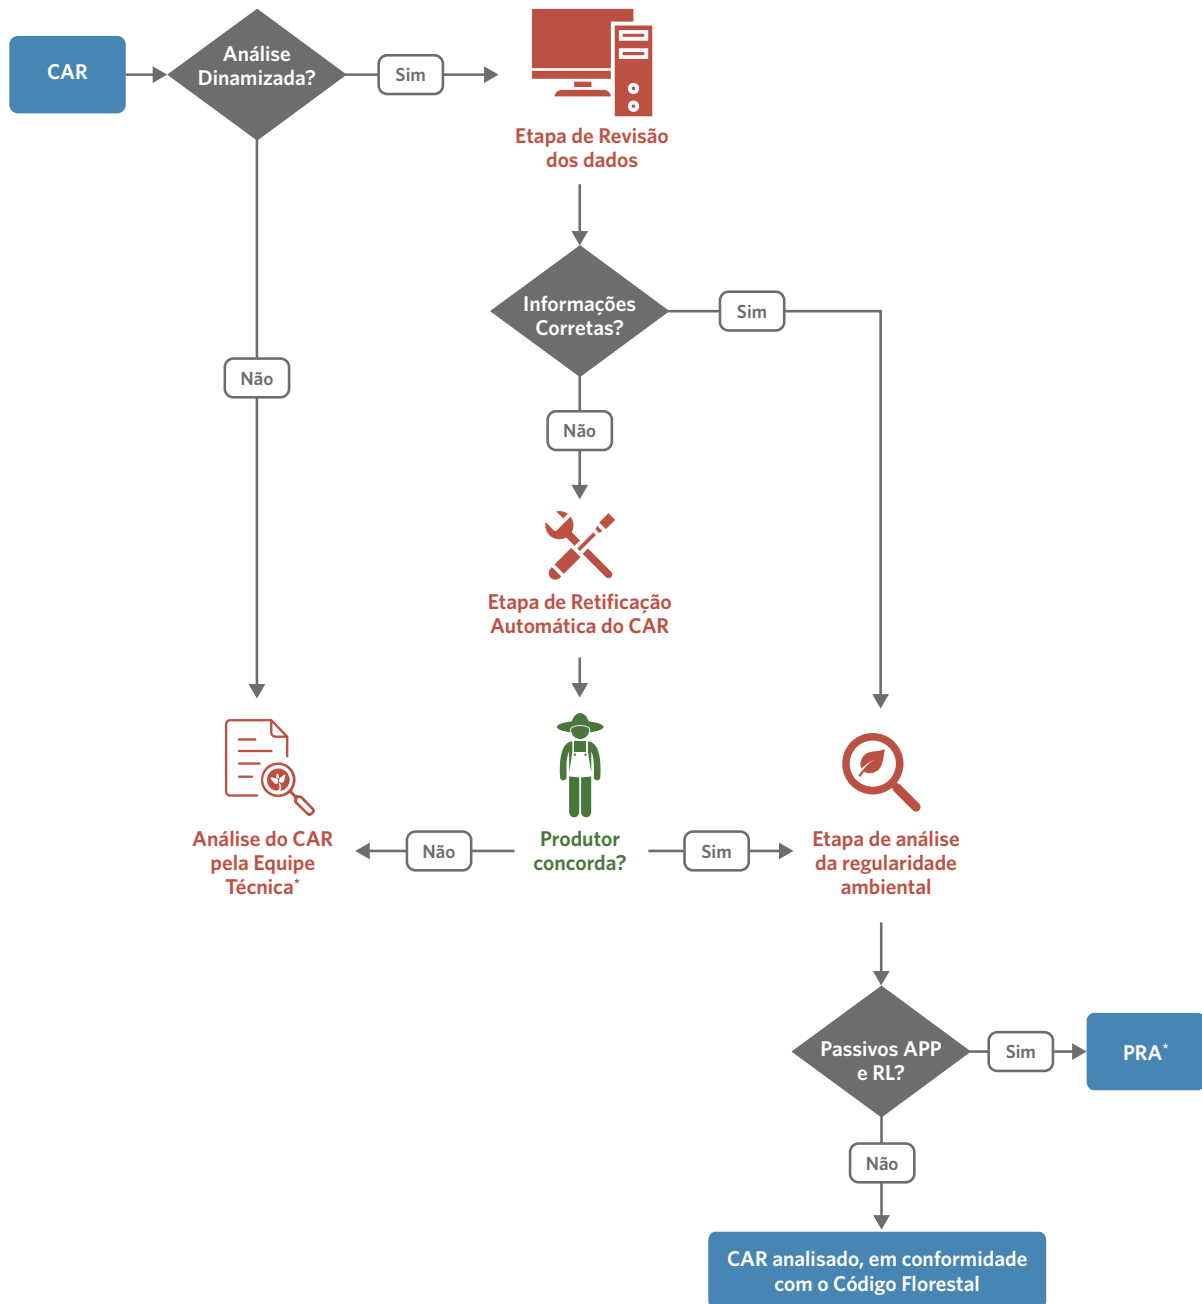 CAR
Análise
Dinamizada?
Sim
Etapa de Revisão
dos dados
Informações
Corretas?
Sim
Não
Não
Etapa de Retificação
Automática do CAR
Análise do CAR
pela Equipe
Técnica*
Não
Produtor
concorda?
Sim
Etapa de análise
da regularidade
ambiental
Passivos APP
e RL?
Sim
PRA*
Não
CAR analisado, em conformidade
com o Código Florestal